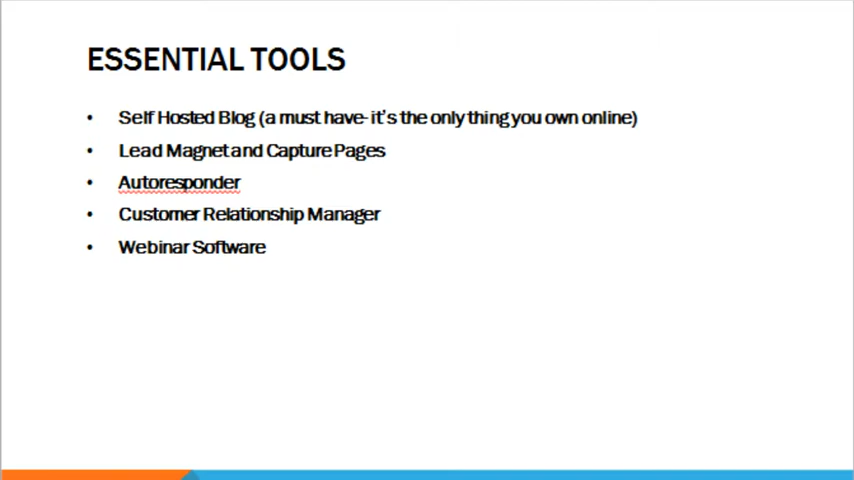 ESSENTIAL TOOLS
• Self Hosted Blog (a must have- it's the only thing you own online)
• Lead Magnet and Capture Pages
• Autoresponder
• Customer Relationship Manager
• Webinar Software